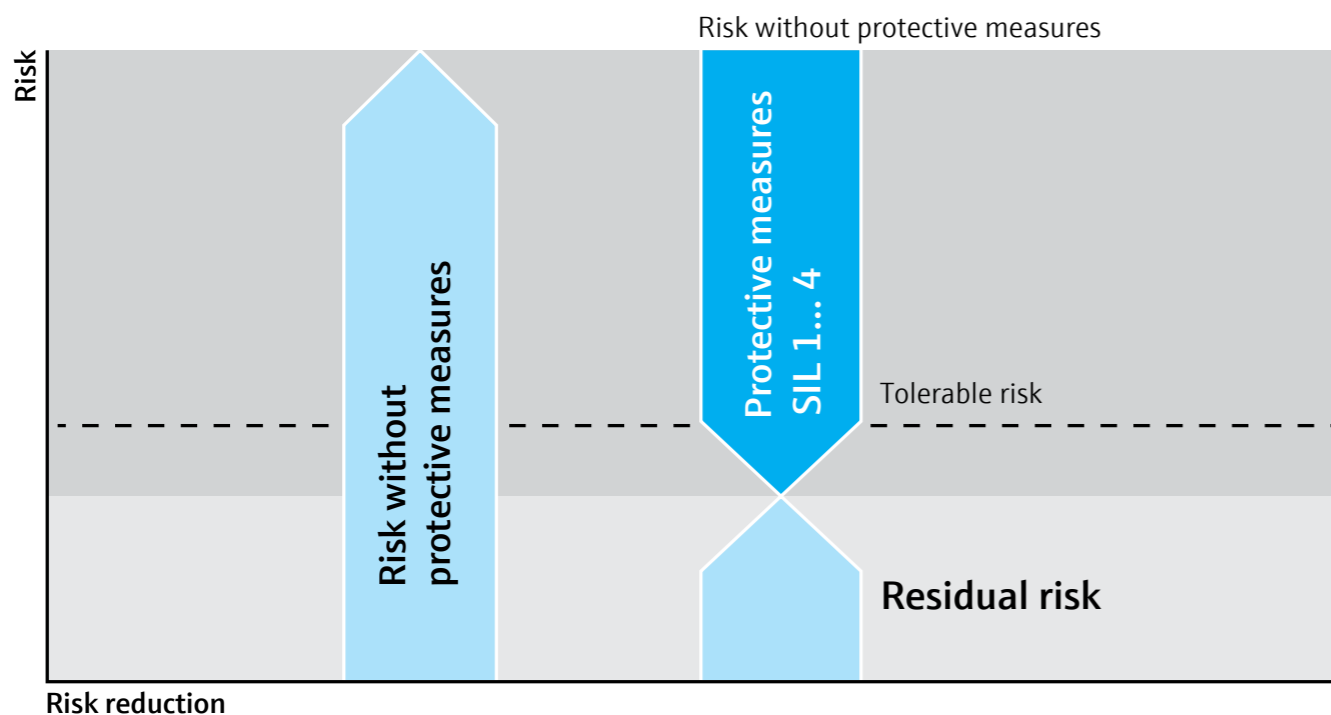 Risk without protective measures
Risk
Risk without
protective measures
Protective measures
SIL 1... 4
Tolerable risk
Residual risk
Risk reduction